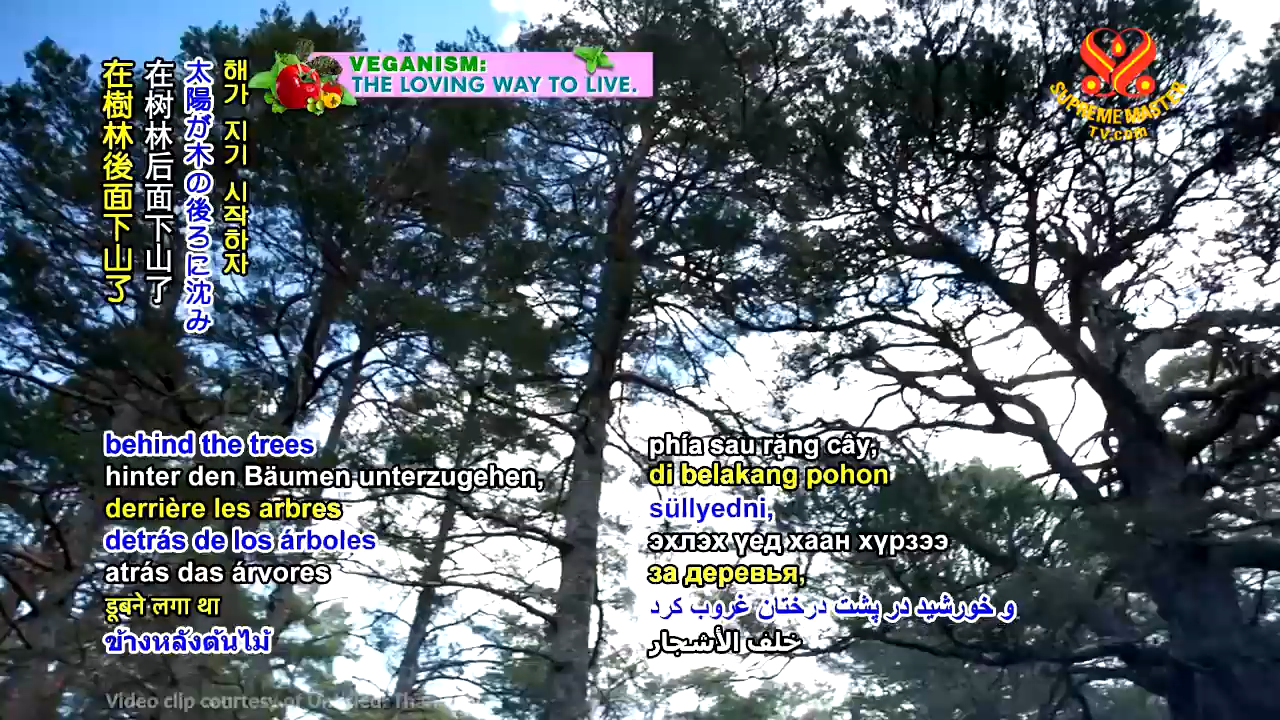 VEGANISM:
THE LOVING WAY TO LIVE.
SUPREME MASTER
TV.com
해가 지기 시작하자
太陽が木の後ろに沈み
在树林后面下山了
在樹林後面下山了
behind the trees
hinter den Bäumen unterzugehen,
derrière les arbres
detrás de los árboles
atrás das árvores
डूबने लगा था
ข้างหลังต้นไม้
phía sau rặng cây,
di belakang pohon
süllyedni,
эхлэх үед хаан хүрзээ
за деревья,
و خورشید در پشت درختان غروب کرد
خلف الأشجار
Video clip courtesy of